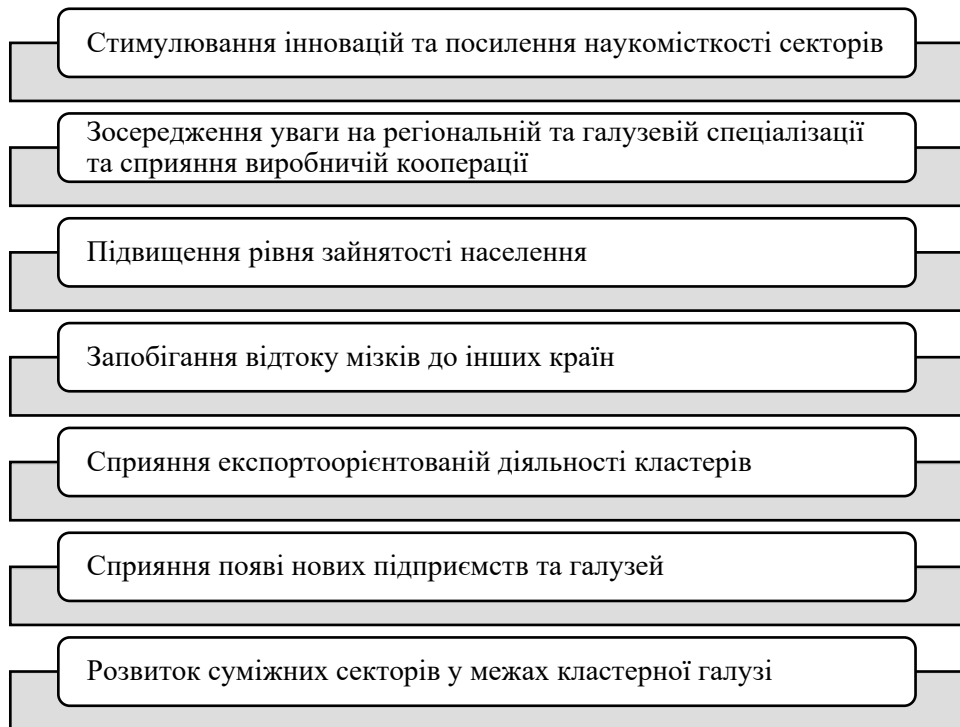 Стимулювання інновацій та посилення наукомісткості секторів
Зосередження уваги на регіональній та галузевій спеціалізації
та сприяння виробничій кооперації
Підвищення рівня зайнятості населення
Запобігання відтоку мізків до інших країн
Сприяння експортоорієнтованій діяльності кластерів
Сприяння появі нових підприємств та галузей
Розвиток суміжних секторів у межах кластерної галузі